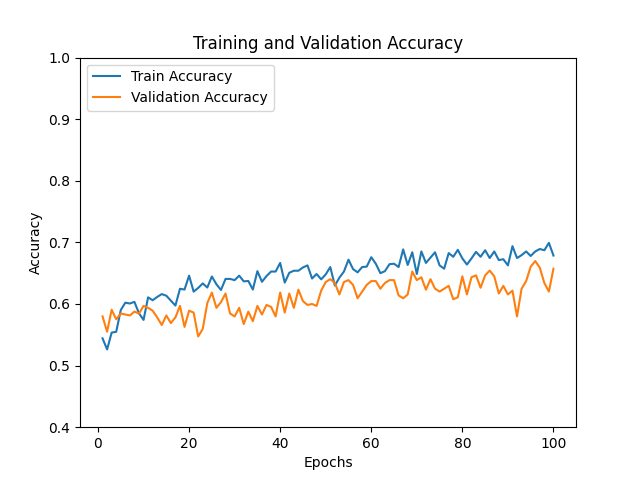 Training and Validation Accuracy
Train Accuracy
Validation Accuracy
Accuracy
1.0
0.9
0.8
0.7
0.6
0.5
0.4
0 20 40 60 80 100
Epochs